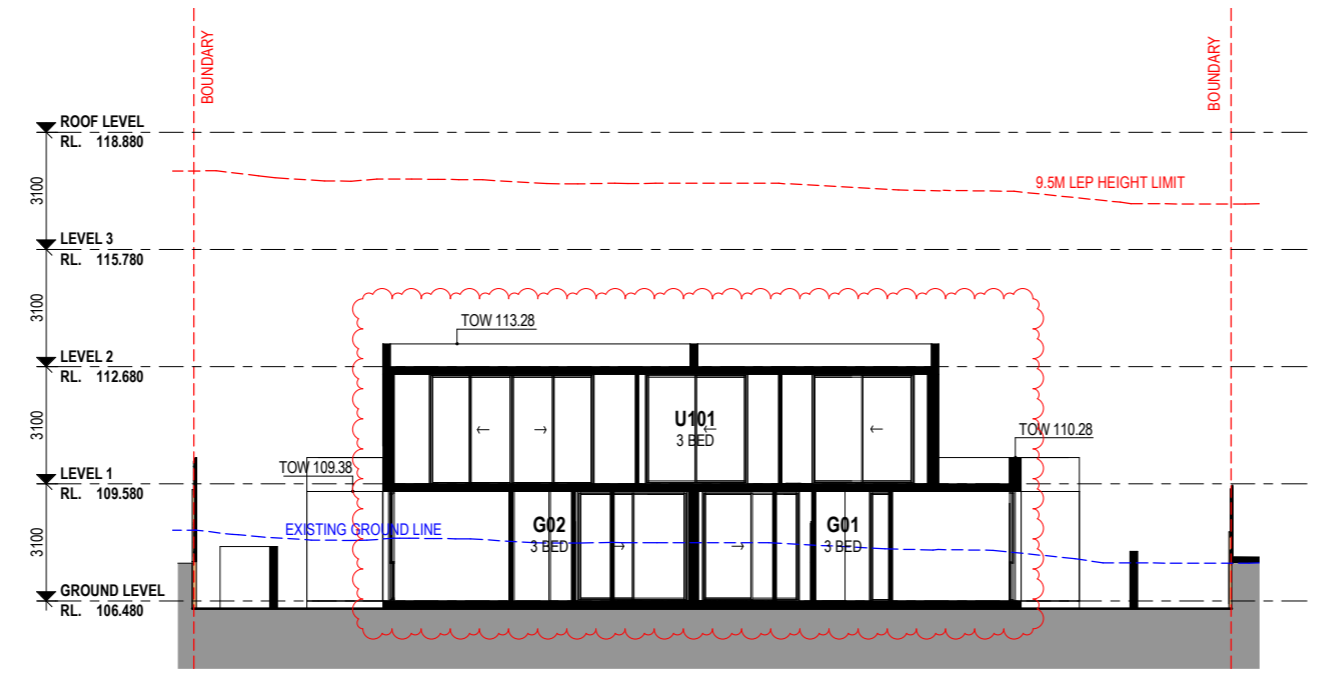 BOUNDARY
BOUNDARY
ROOF LEVEL
RL. 118.880
3100
9.5M LEP HEIGHT LIMIT
LEVEL 3
RL. 115.780
3100
TOW 113.28
LEVEL 2
RL. 112.680
3100
U101
3 BED
TOW 110.28
TOW 109.38
LEVEL 1
RL. 109.580
3100
EXISTING GROUND LINE
G02
3 BED
G01
3 BED
GROUND LEVEL
RL. 106.480